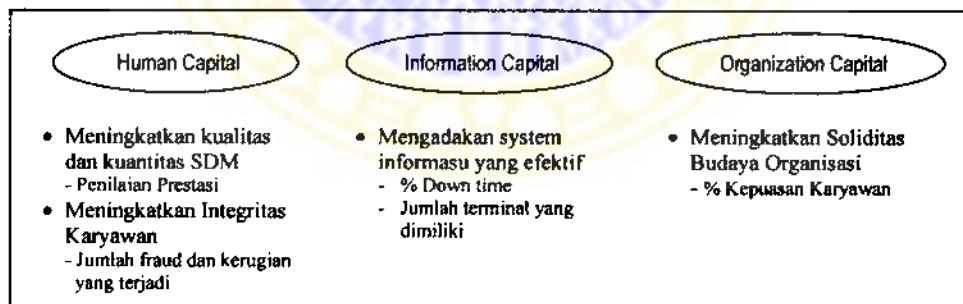 Human Capital
Information Capital
Organization Capital
• Meningkatkan kualitas
dan kuantitas SDM
- Penilaian Prestasi
• Meningkatkan Integritas
Karyawan
- Jumlah fraud dan kerugian
yang terjadi
• Mengadakan system
informasu yang efektif
- % Down time
- Jumlah terminal yang
dimiliki
• Meningkatkan Soliditas
Budaya Organisasi
- % Kepuasan Karyawan